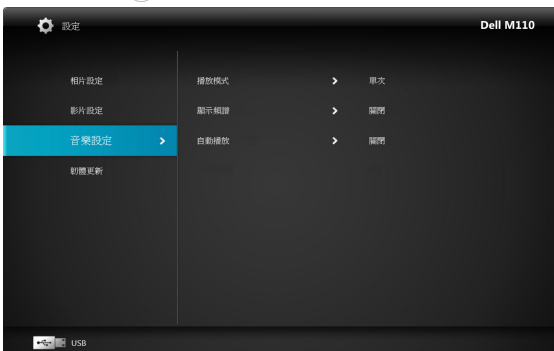 設定 Dell M110
相片設定 播放模式 單次
影片設定 顯示頻譜 關閉
音樂設定 自動播放 關閉
韌體更新
USB